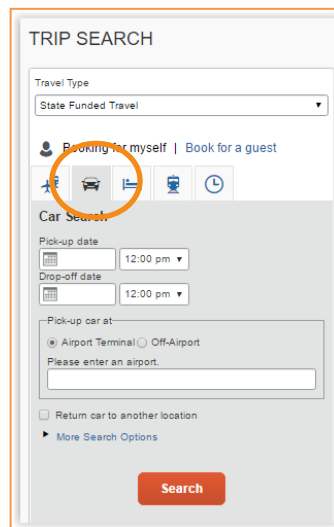 TRIP SEARCH
Travel Type
State Funded Travel
Booking for myself | Book for a guest
Car Search
Pick-up date
12:00 pm
Drop-off date
12:00 pm
Pick-up car at
Airport Terminal Off-Airport
Please enter an airport.
Return car to another location
More Search Options
Search